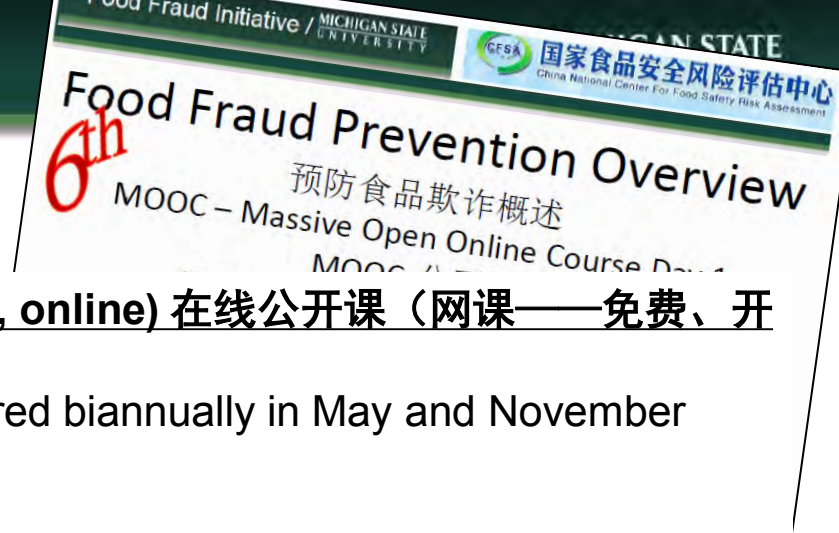 Food Fraud Initiative / MICHIGAN STATE
UNIVERSITY
CFSA 国家食品安全风险评估中心
China National Center For Food Safety Risk Assessment
STATE
Food Fraud Prevention Overview
6th
预防食品欺诈概述
MOOC – Massive Open Online Course Day 1
MOOC
, online) 在线公开课（网课——免费、开
red biannually in May and November